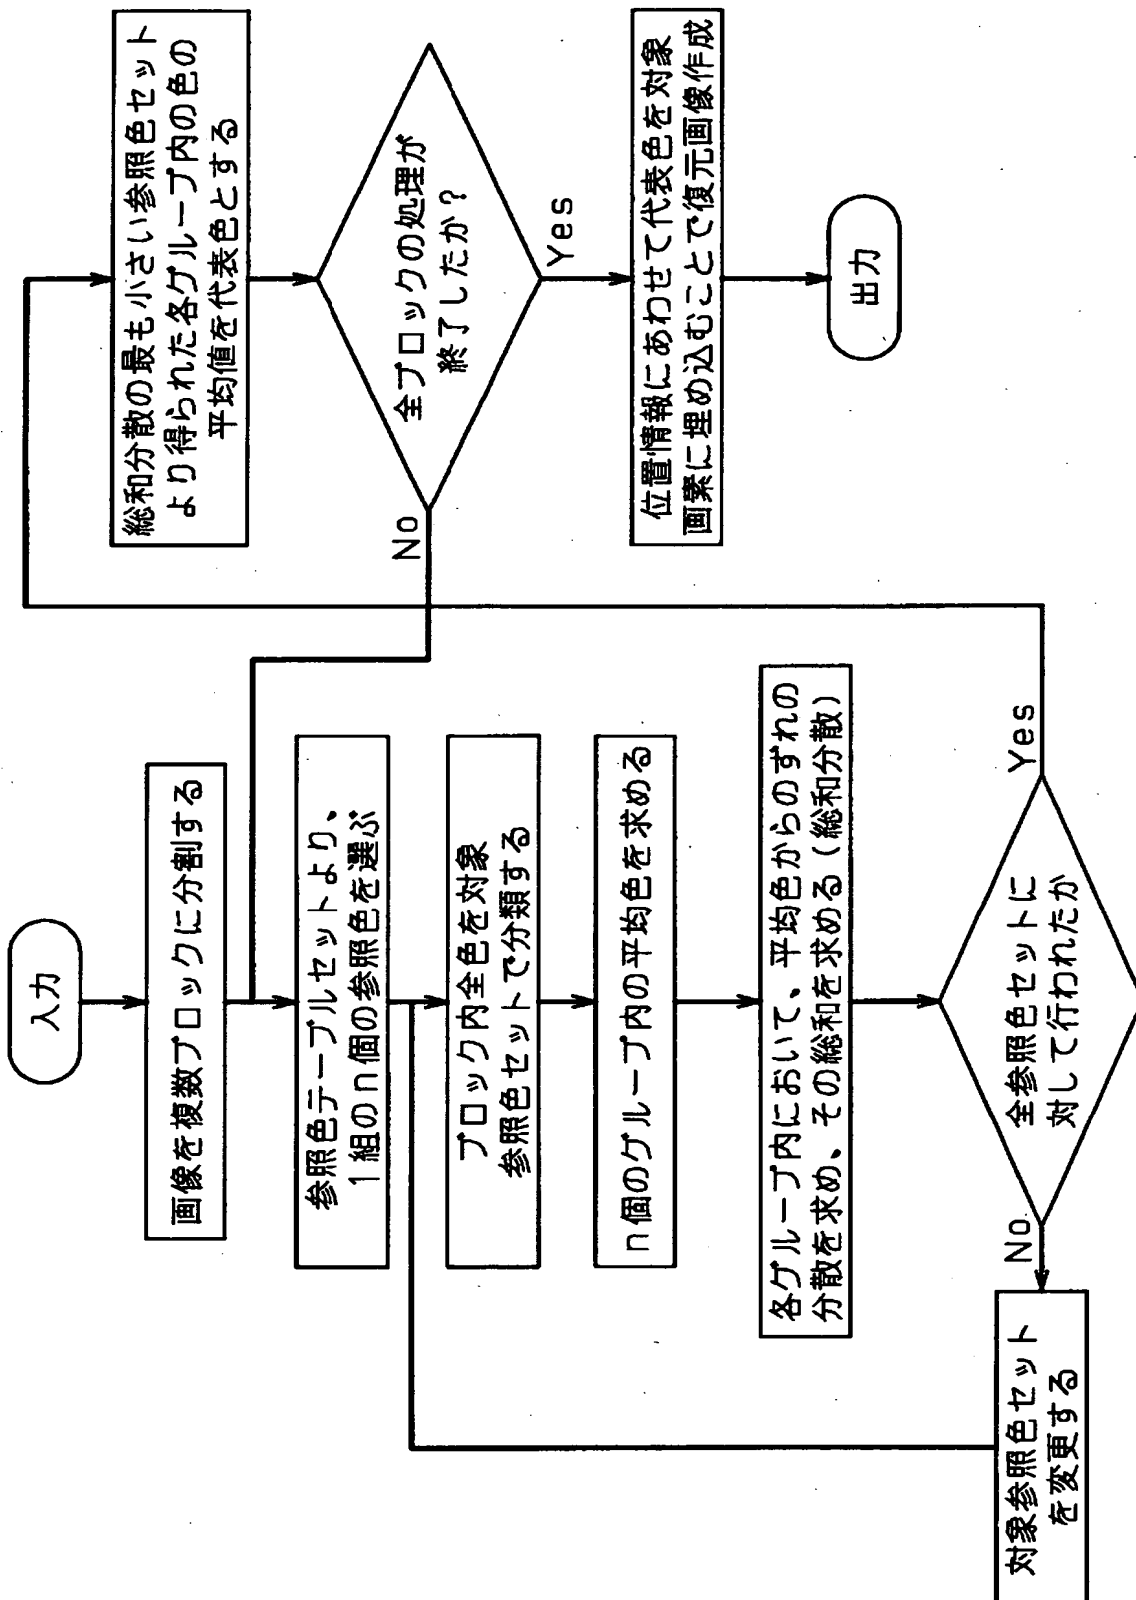 入力
画像を複数ブロックに分割する
参照色テーブルセットより、
1組のn個の参照色を選ぶ
ブロック内全色を対象
参照色セットで分類する
n個のグループ内の平均色を求める
各グループ内において、平均色からのずれの
分散を求め、その総和を求める(総和分散)
全参照色セットに
対して行われたか
No
Yes
対象参照色セット
を変更する
総和分散の最も小さい参照色セット
より得られた各グループ内の色の
平均値を代表色とする
全ブロックの処理が
終了したか?
No
Yes
位置情報にあわせて代表色を対象
画素に埋め込むことで復元画像作成
出力